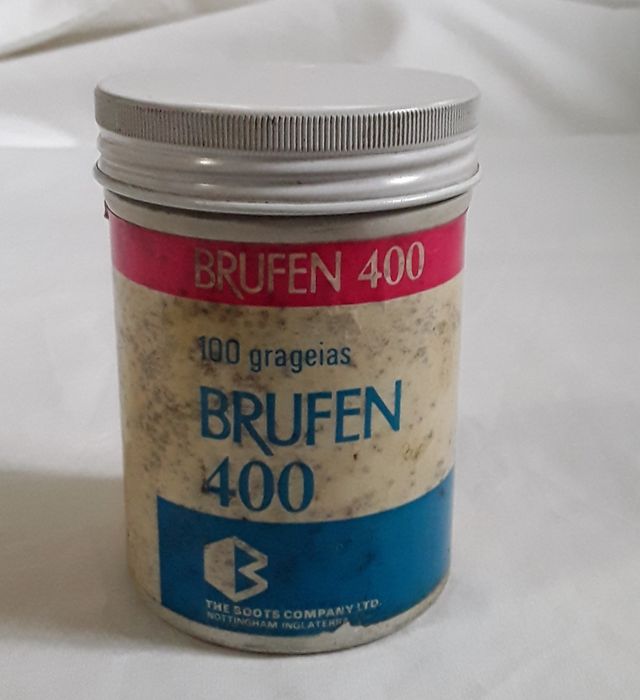 BRUFEN 400
100 grageias
BRUFEN
400
THE BOOTS COMPANY LTD.
NOTTINGHAM INGLATERRA